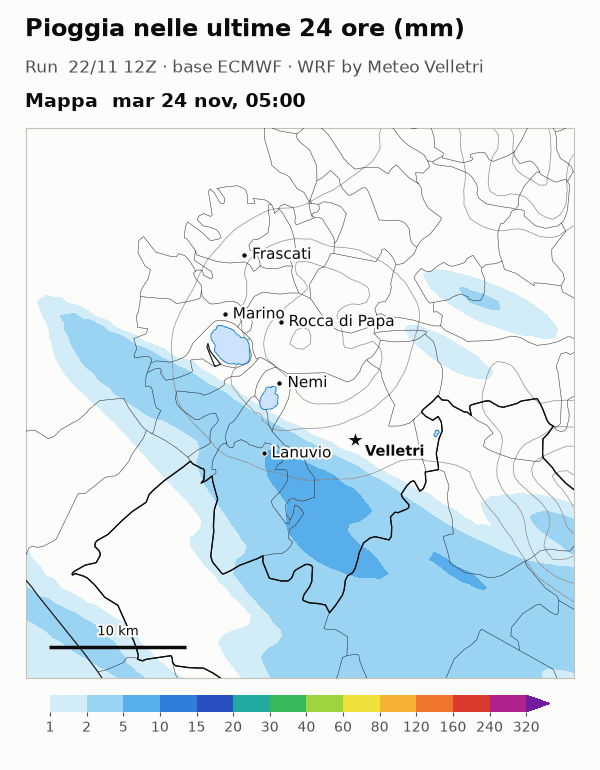 Pioggia nelle ultime 24 ore (mm)
Run 22/11 12Z · base ECMWF · WRF by Meteo Velletri
Mappa mar 24 nov, 05:00
Frascati
Marino
Rocca di Papa
Nemi
Velletri
Lanuvio
10 km
1 2 5 10 15 20 30 40 60 80 120 160 240 320